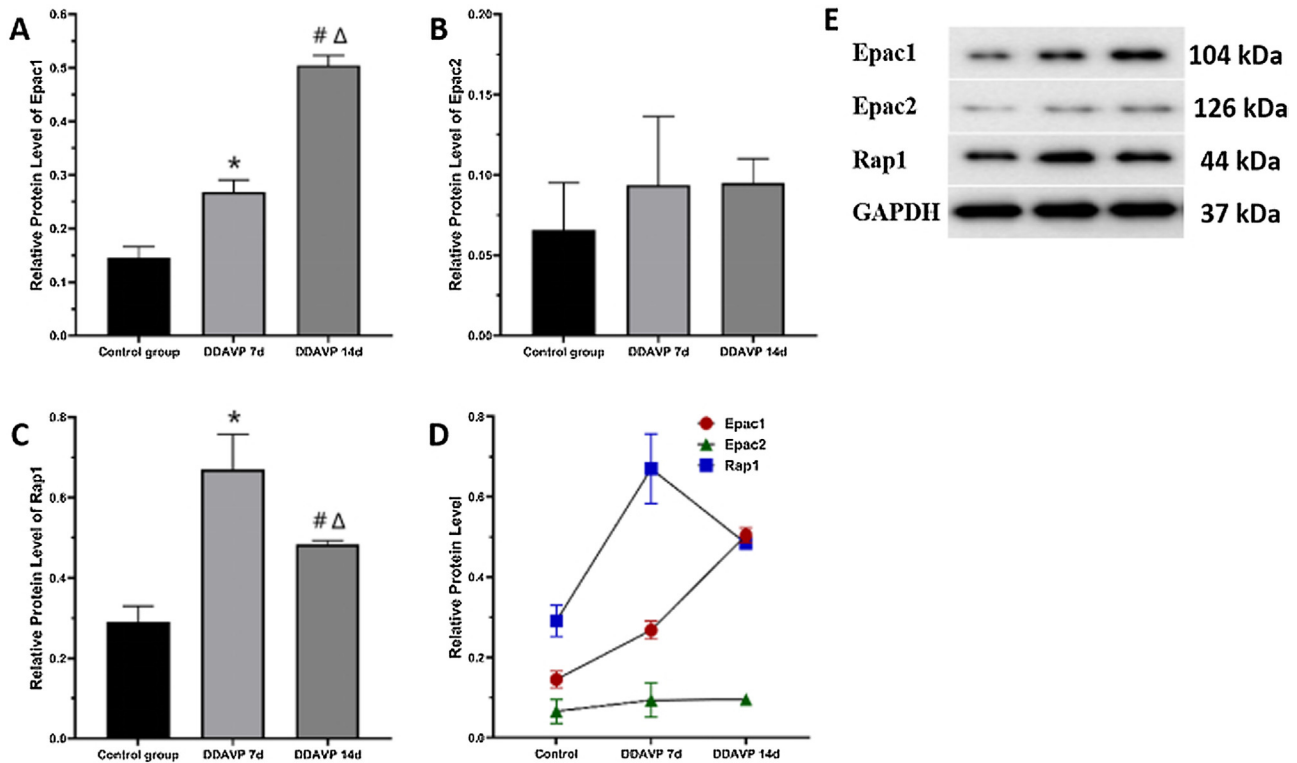 A
Relative Protein Level of Epac1
0.6
0.5
0.4
0.3
0.2
0.1
0.0
*
# Δ
Control group DDAVP 7d DDAVP 14d
B
Relative Protein Level of Epac2
0.20
0.15
0.10
0.05
0.00
Control group DDAVP 7d DDAVP 14d
E
Epac1 104 kDa
Epac2 126 kDa
Rap1 44 kDa
GAPDH 37 kDa
C
Relative Protein Level of Rap1
0.8
0.6
0.4
0.2
0.0
*
# Δ
Control group DDAVP 7d DDAVP 14d
D
Relative Protein Level
0.8
0.6
0.4
0.2
0.0
Epac1
Epac2
Rap1
Control DDAVP 7d DDAVP 14d